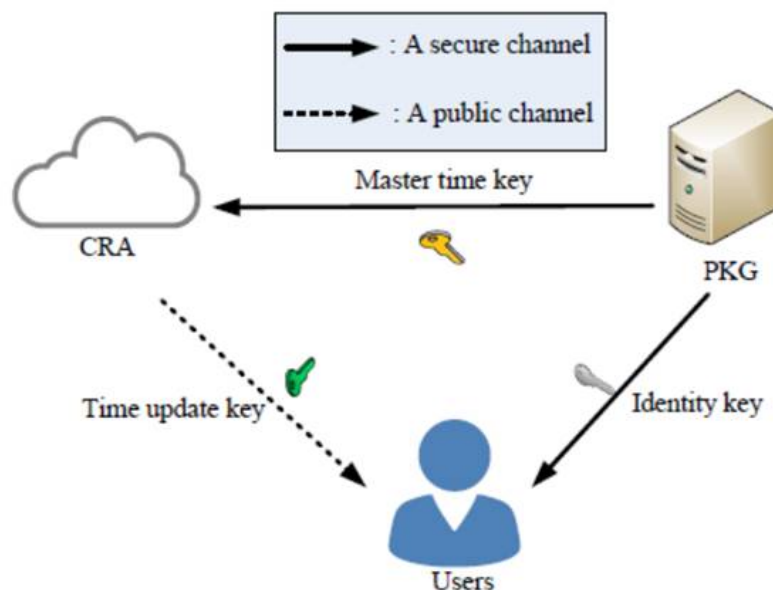 : A secure channel
: A public channel
Master time key
CRA
PKG
Time update key
Identity key
Users